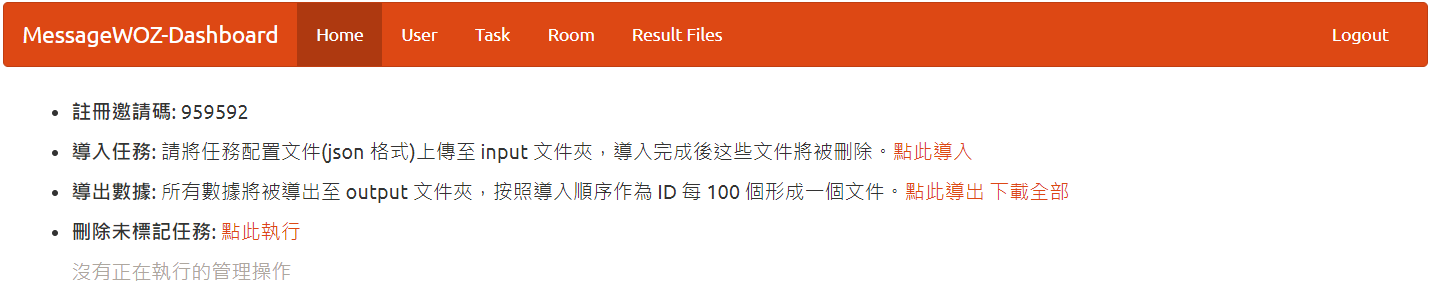 MessageWOZ-Dashboard Home User Task Room Result Files Logout
註冊邀請碼: 959592
導入任務: 請將任務配置文件(json 格式)上傳至 input 文件夾，導入完成後这些文件將被刪除。點此導入
導出數據: 所有數據將被導出至 output 文件夾，按照導入順序作為 ID 每 100 個形成一個文件。點此導出 下載全部
刪除未標記任務: 點此執行
沒有正在執行的管理操作